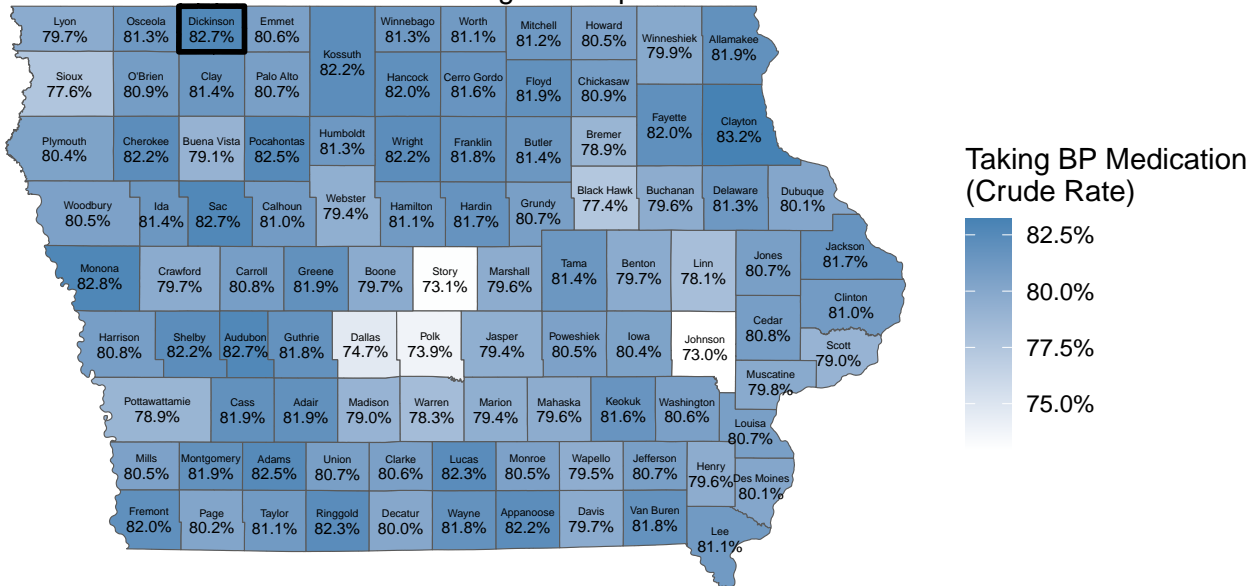 Lyon
79.7%
Osceola
81.3%
Dickinson
82.7%
Emmet
80.6%
Kossuth
82.2%
Winnebago
81.3%
Worth
81.1%
Mitchell
81.2%
Howard
80.5%
Winneshiek
79.9%
Allamakee
81.9%
Sioux
77.6%
O'Brien
80.9%
Clay
81.4%
Palo Alto
80.7%
Hancock
82.0%
Cerro Gordo
81.6%
Floyd
81.9%
Chickasaw
80.9%
Fayette
82.0%
Clayton
83.2%
Plymouth
80.4%
Cherokee
82.2%
Buena Vista
79.1%
Pocahontas
82.5%
Humboldt
81.3%
Wright
82.2%
Franklin
81.8%
Butler
81.4%
Bremer
78.9%
Woodbury
80.5%
Ida
81.4%
Sac
82.7%
Calhoun
81.0%
Webster
79.4%
Hamilton
81.1%
Hardin
81.7%
Grundy
80.7%
Black Hawk
77.4%
Buchanan
79.6%
Delaware
81.3%
Dubuque
80.1%
Monona
82.8%
Crawford
79.7%
Carroll
80.8%
Greene
81.9%
Boone
79.7%
Story
73.1%
Marshall
79.6%
Tama
81.4%
Benton
79.7%
Linn
78.1%
Jones
80.7%
Jackson
81.7%
Clinton
81.0%
Harrison
80.8%
Shelby
82.2%
Audubon
82.7%
Guthrie
81.8%
Dallas
74.7%
Polk
73.9%
Jasper
79.4%
Poweshiek
80.5%
Iowa
80.4%
Johnson
73.0%
Cedar
80.8%
Scott
79.0%
Muscatine
79.8%
Pottawattamie
78.9%
Cass
81.9%
Adair
81.9%
Madison
79.0%
Warren
78.3%
Marion
79.4%
Mahaska
79.6%
Keokuk
81.6%
Washington
80.6%
Louisa
80.7%
Mills
80.5%
Montgomery
81.9%
Adams
82.5%
Union
80.7%
Clarke
80.6%
Lucas
82.3%
Monroe
80.5%
Wapello
79.5%
Jefferson
80.7%
Henry
79.6%
Des Moines
80.1%
Fremont
82.0%
Page
80.2%
Taylor
81.1%
Ringgold
82.3%
Decatur
80.0%
Wayne
81.8%
Appanoose
82.2%
Davis
79.7%
Van Buren
81.8%
Lee
81.1%
Taking BP Medication
(Crude Rate)
82.5%
80.0%
77.5%
75.0%